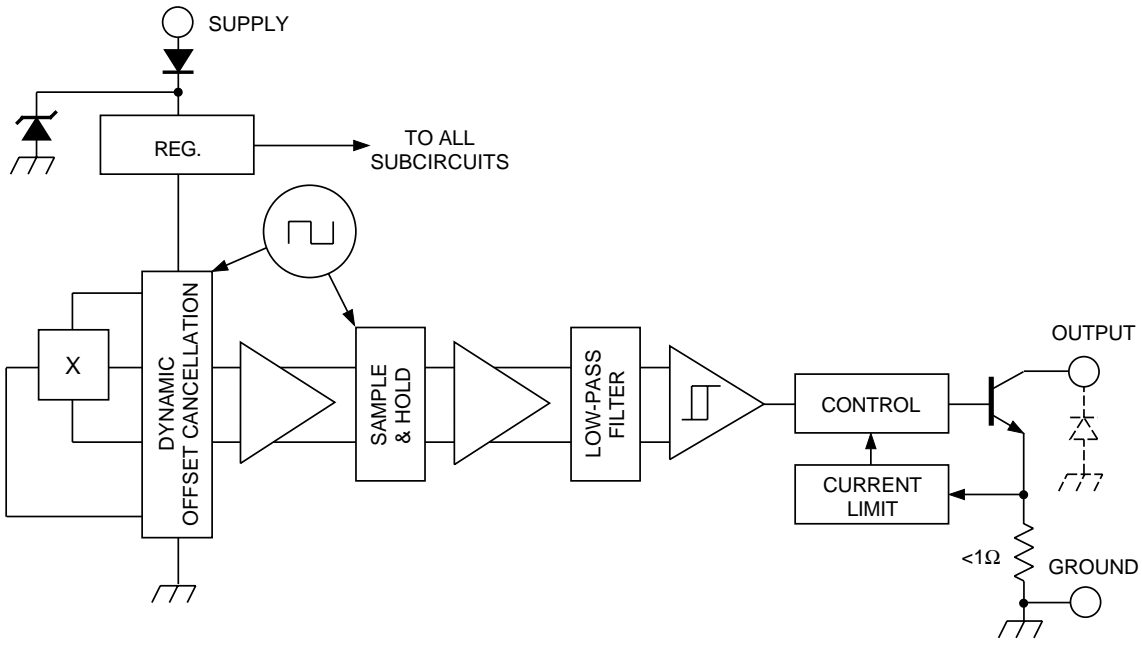 SUPPLY
REG.
TO ALL
SUBCIRCUITS
X
DYNAMIC
OFFSET CANCELLATION
SAMPLE
& HOLD
LOW-PASS
FILTER
CONTROL
CURRENT
LIMIT
OUTPUT
<1Ω
GROUND